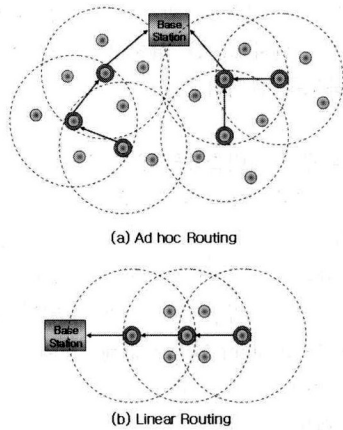 Base
Station
(a) Ad hoc Routing
Base
Station
(b) Linear Routing